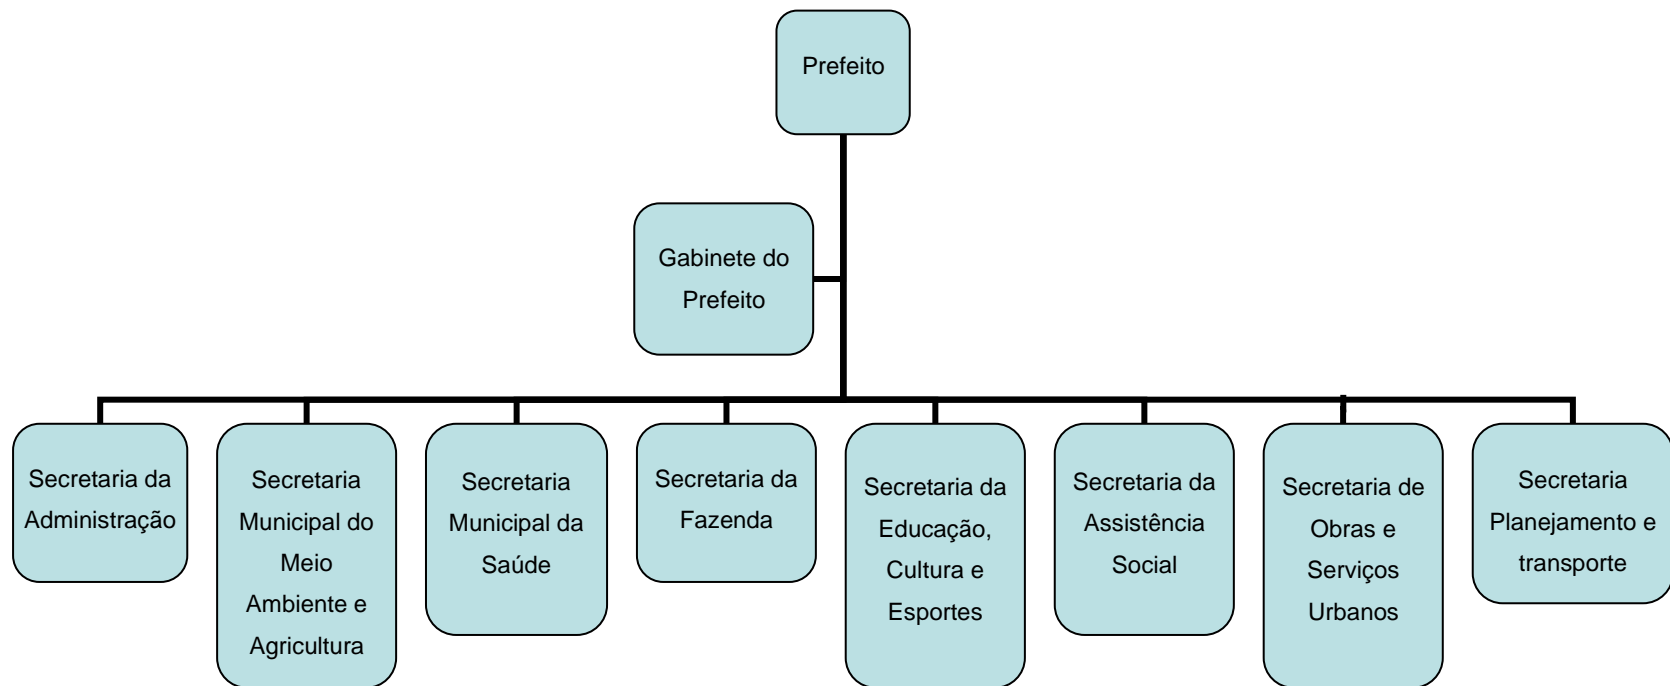 Prefeito
Gabinete do
Prefeito
Secretaria da
Administração
Secretaria
Municipal do
Meio
Ambiente e
Agricultura
Secretaria
Municipal da
Saúde
Secretaria da
Fazenda
Secretaria da
Educação,
Cultura e
Esportes
Secretaria da
Assistência
Social
Secretaria de
Obras e
Serviços
Urbanos
Secretaria
Planejamento e
transporte